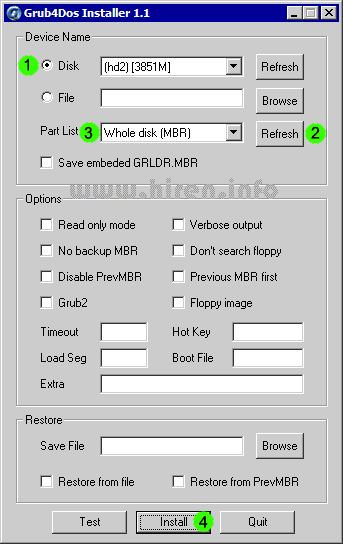 Grub4Dos Installer 1.1
Device Name
1 Disk (hd2) [3851M] Refresh
File Browse
Part List 3 Whole disk (MBR) Refresh 2
Save embeded GRLDR.MBR
www.hiren.info
Options
Read only mode Verbose output
No backup MBR Don't search floppy
Disable PrevMBR Previous MBR first
Grub2 Floppy image
Timeout Hot Key
Load Seg Boot File
Extra
Restore
Save File Browse
Restore from file Restore from PrevMBR
Test Install 4 Quit